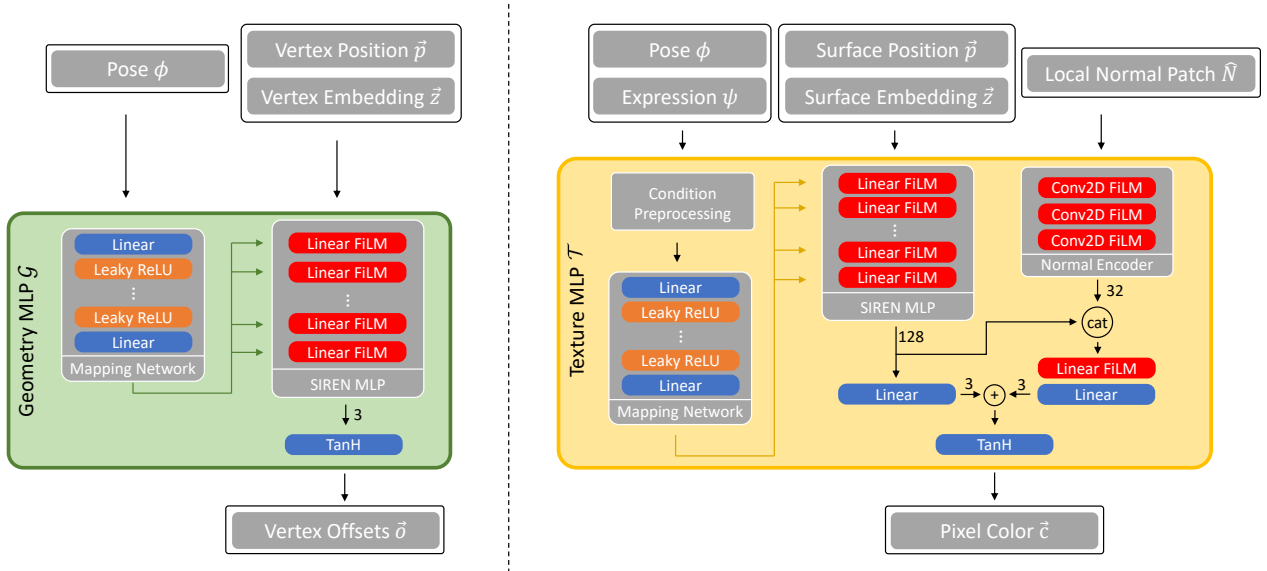 Pose ϕ
Vertex Position p⃗
Vertex Embedding z⃗
Geometry MLP 𝒢
Linear
Leaky ReLU
⋮
Leaky ReLU
Linear
Mapping Network
Linear FiLM
Linear FiLM
⋮
Linear FiLM
Linear FiLM
SIREN MLP
3
TanH
Vertex Offsets o⃗
Pose ϕ
Expression ψ
Surface Position p⃗
Surface Embedding z⃗
Local Normal Patch N̂
Texture MLP 𝒯
Condition
Preprocessing
Linear
Leaky ReLU
⋮
Leaky ReLU
Linear
Mapping Network
Linear FiLM
Linear FiLM
⋮
Linear FiLM
Linear FiLM
SIREN MLP
128
Conv2D FiLM
Conv2D FiLM
Conv2D FiLM
Normal Encoder
32
cat
Linear FiLM
Linear
3
+
3
Linear
TanH
Pixel Color c⃗